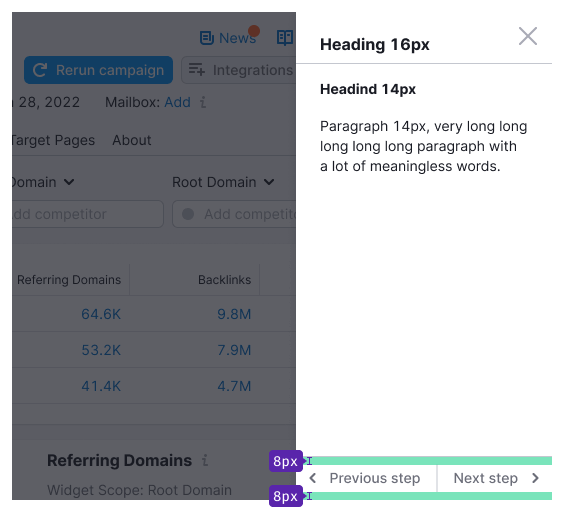 News
Rerun campaign
Integrations
28, 2022
Mailbox: Add
Target Pages
About
Domain
Root Domain
add competitor
Add competitor
Referring Domains
Backlinks
64.6K
9.8M
53.2K
7.9M
41.4K
4.7M
Referring Domains
Widget Scope: Root Domain
Heading 16px
Headind 14px
Paragraph 14px, very long long
long long long paragraph with
a lot of meaningless words.
8px
Previous step
Next step
8px